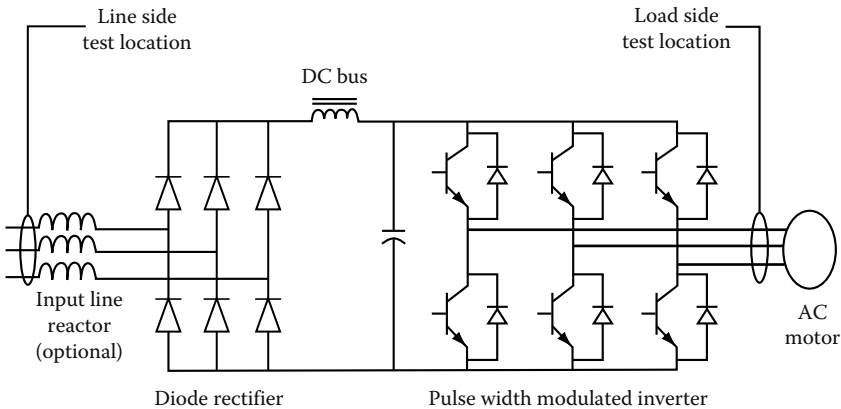 Line side
test location
Load side
test location
DC bus
Input line
reactor
(optional)
AC
motor
Diode rectifier
Pulse width modulated inverter